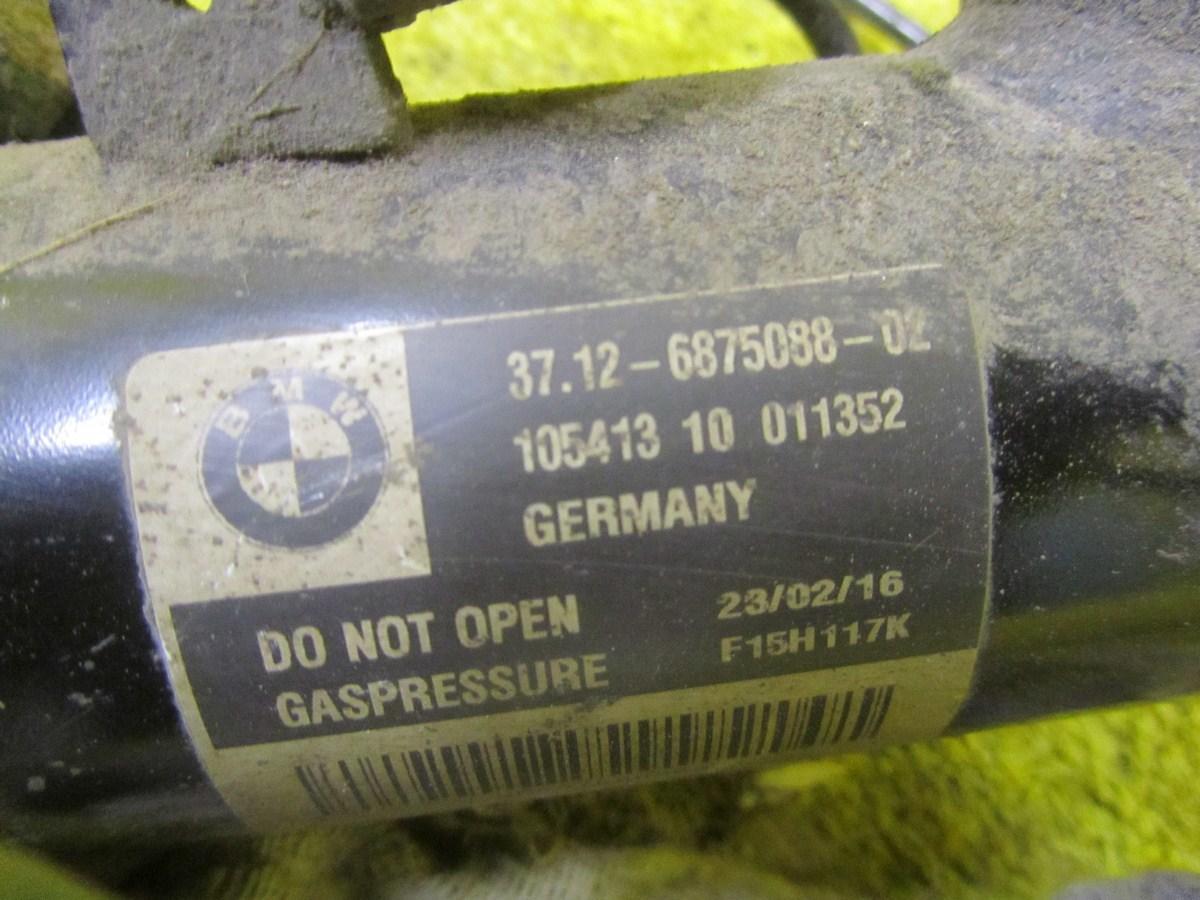 BMW
37.12-6875088-02
105413 10 011352
GERMANY
DO NOT OPEN
GASPRESSURE
23/02/16
F15H117K